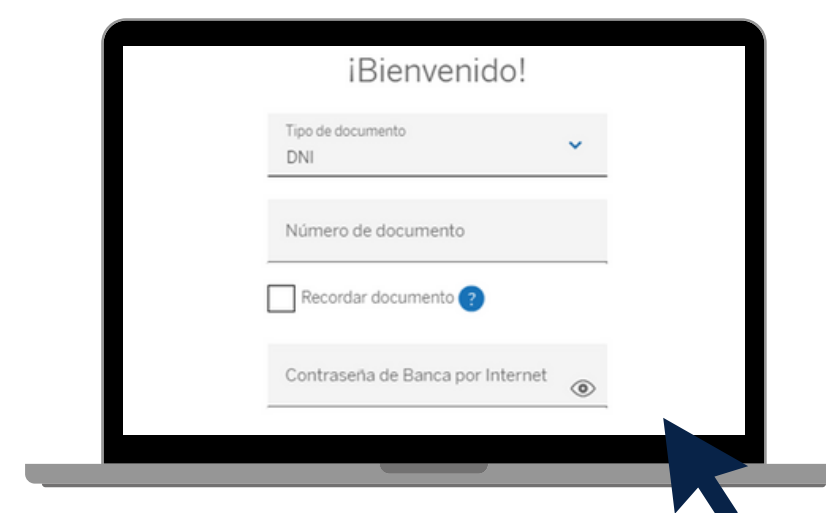 ¡Bienvenido!
Tipo de documento
DNI
Número de documento
Recordar documento ?
Contraseña de Banca por Internet